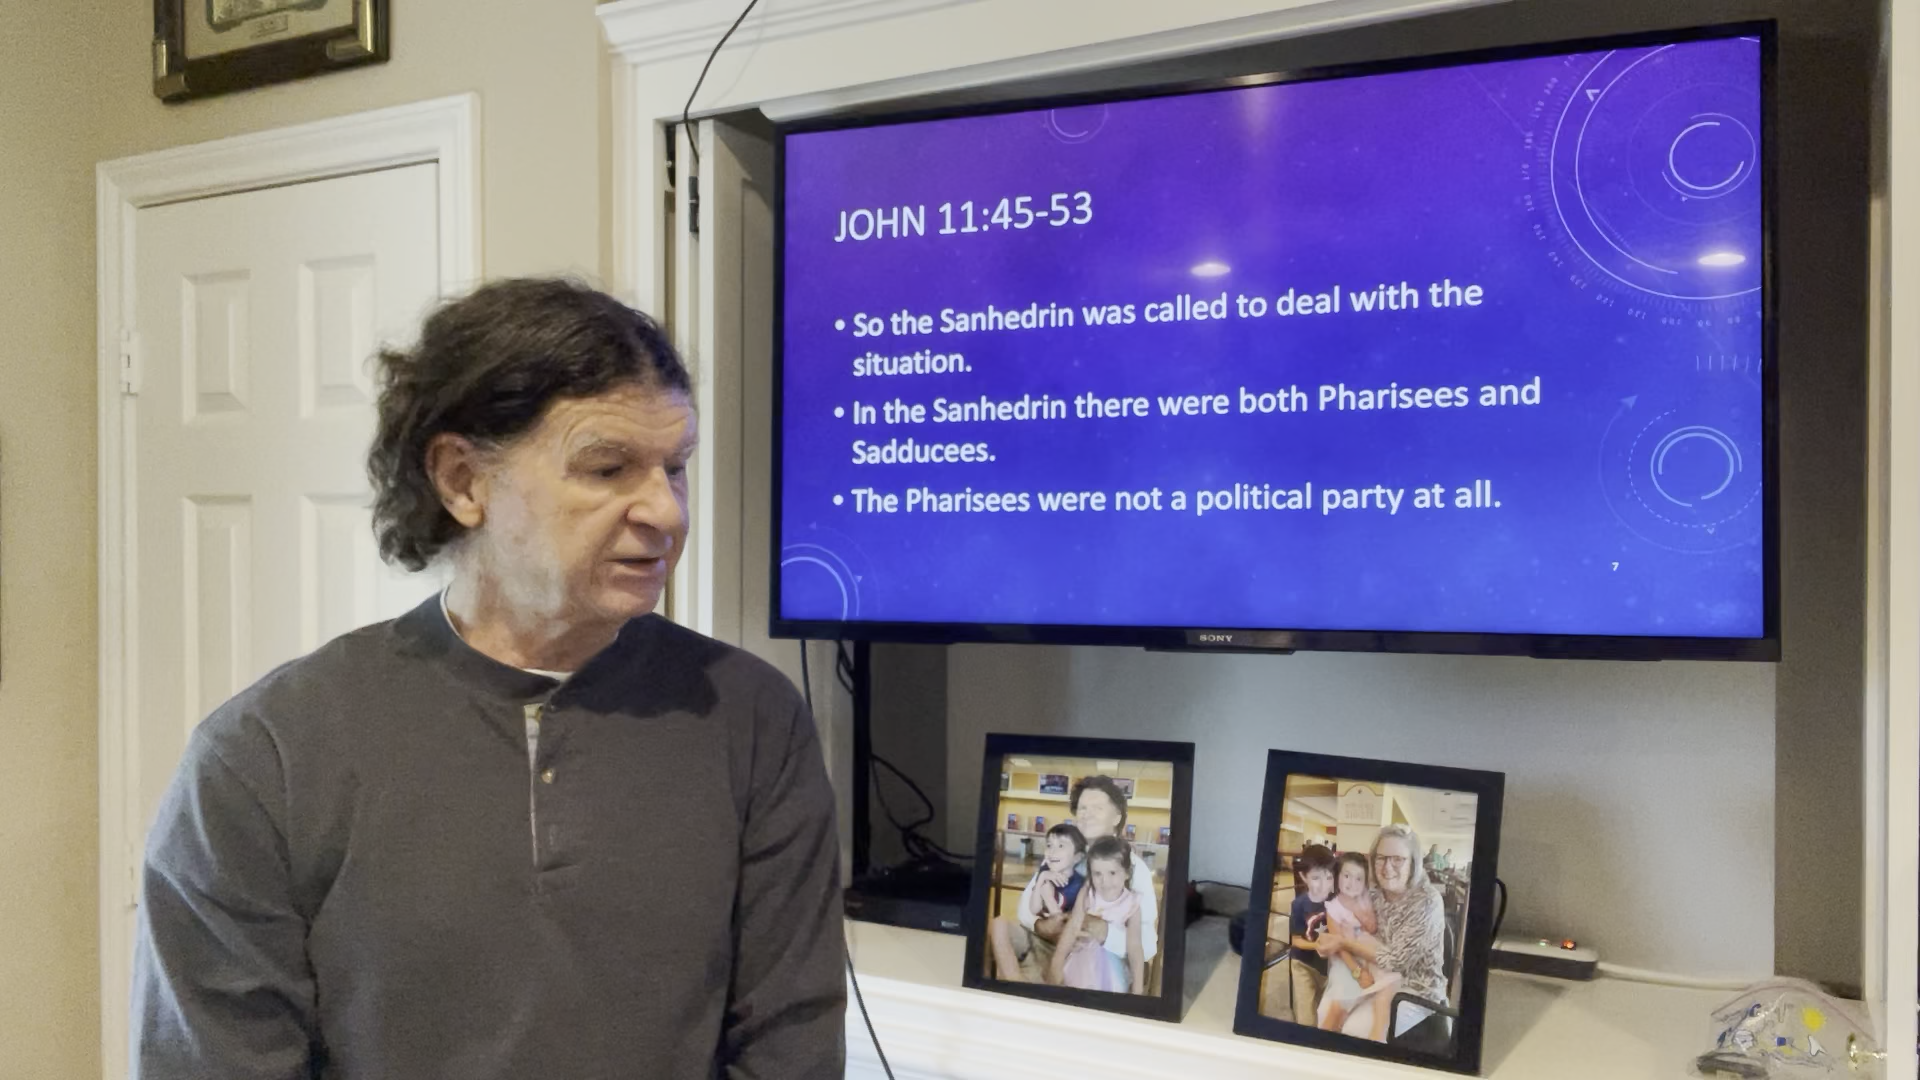 JOHN 11:45-53
• So the Sanhedrin was called to deal with the
situation.
• In the Sanhedrin there were both Pharisees and
Sadducees.
• The Pharisees were not a political party at all.
7
SONY